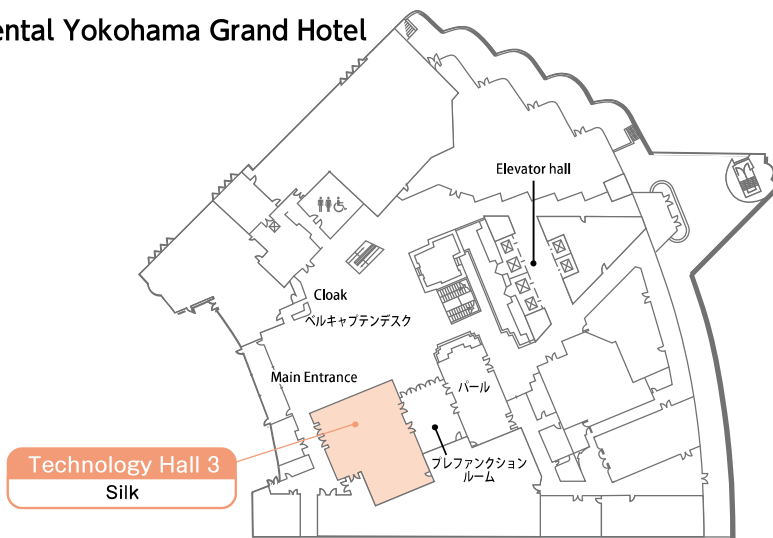 ental Yokohama Grand Hotel
Elevator hall
Cloak
ベルキャプテンデスク
Main Entrance
パール
プレファンクション
ルーム
Technology Hall 3
Silk